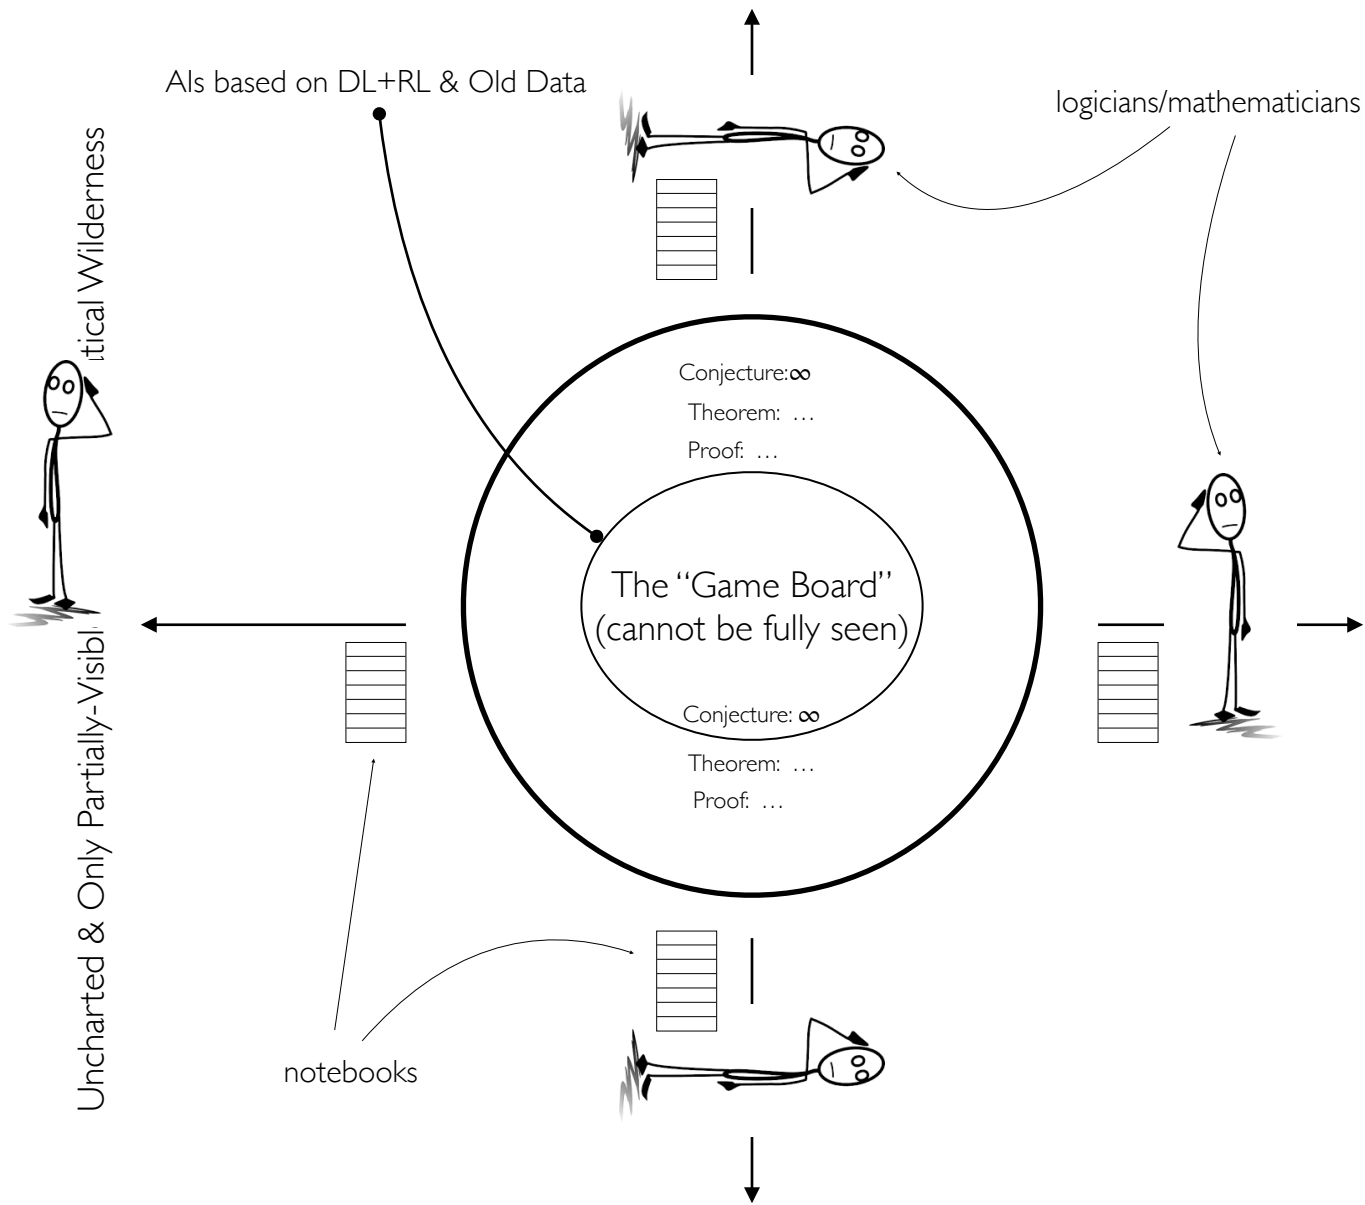 AIs based on DL+RL & Old Data
logicians/mathematicians
Uncharted & Only Partially-Visibl
tical Wilderness
Conjecture:∞
Theorem: …
Proof: …
The “Game Board”
(cannot be fully seen)
Conjecture: ∞
Theorem: …
Proof: …
notebooks